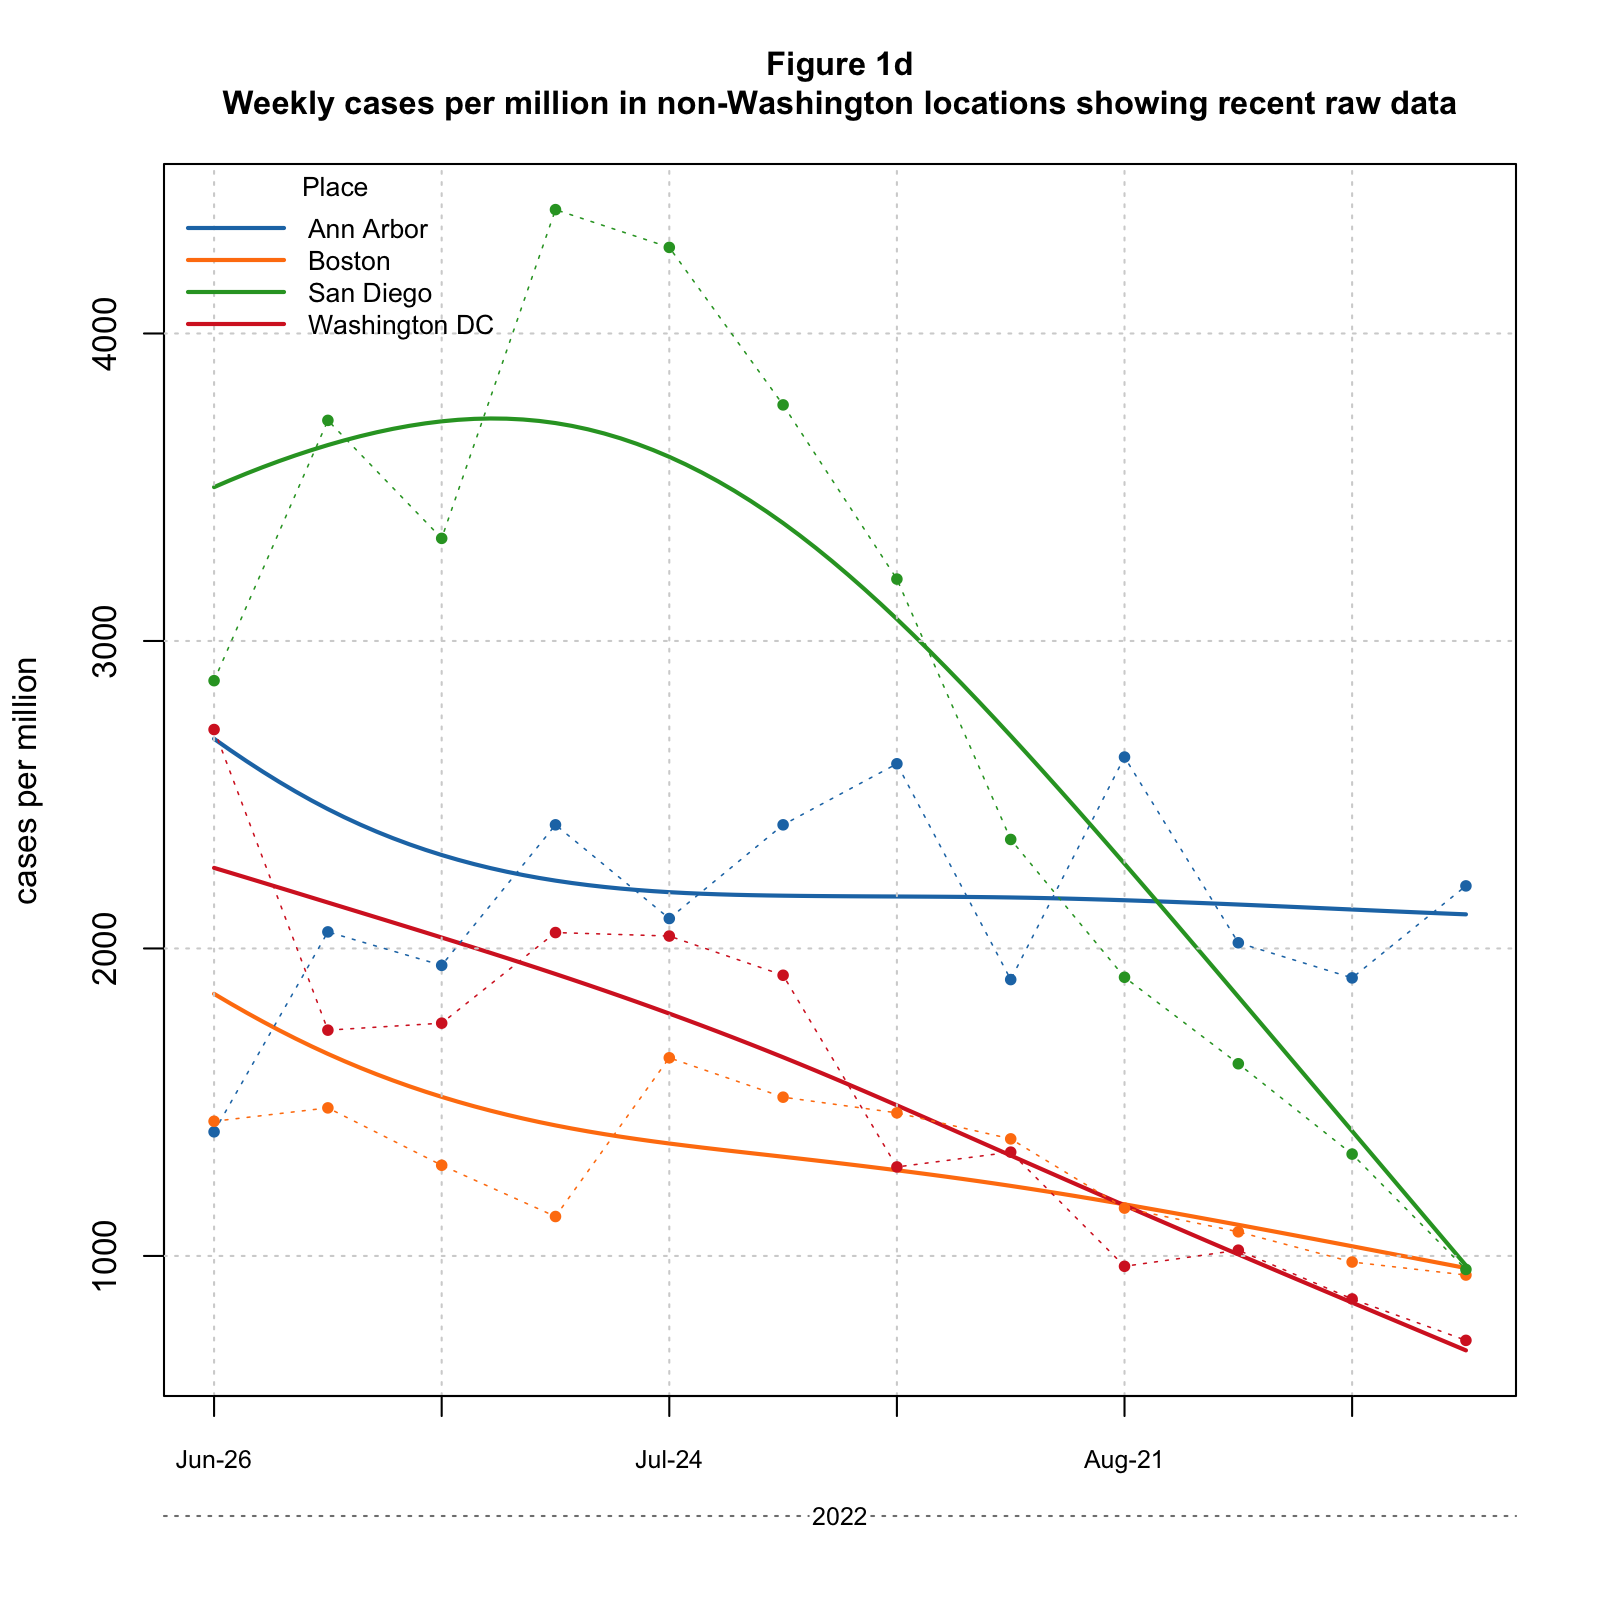 Figure 1d
Weekly cases per million in non-Washington locations showing recent raw data
Place
Ann Arbor
Boston
San Diego
Washington DC
cases per million
4000
3000
2000
1000
Jun-26
Jul-24
Aug-21
2022